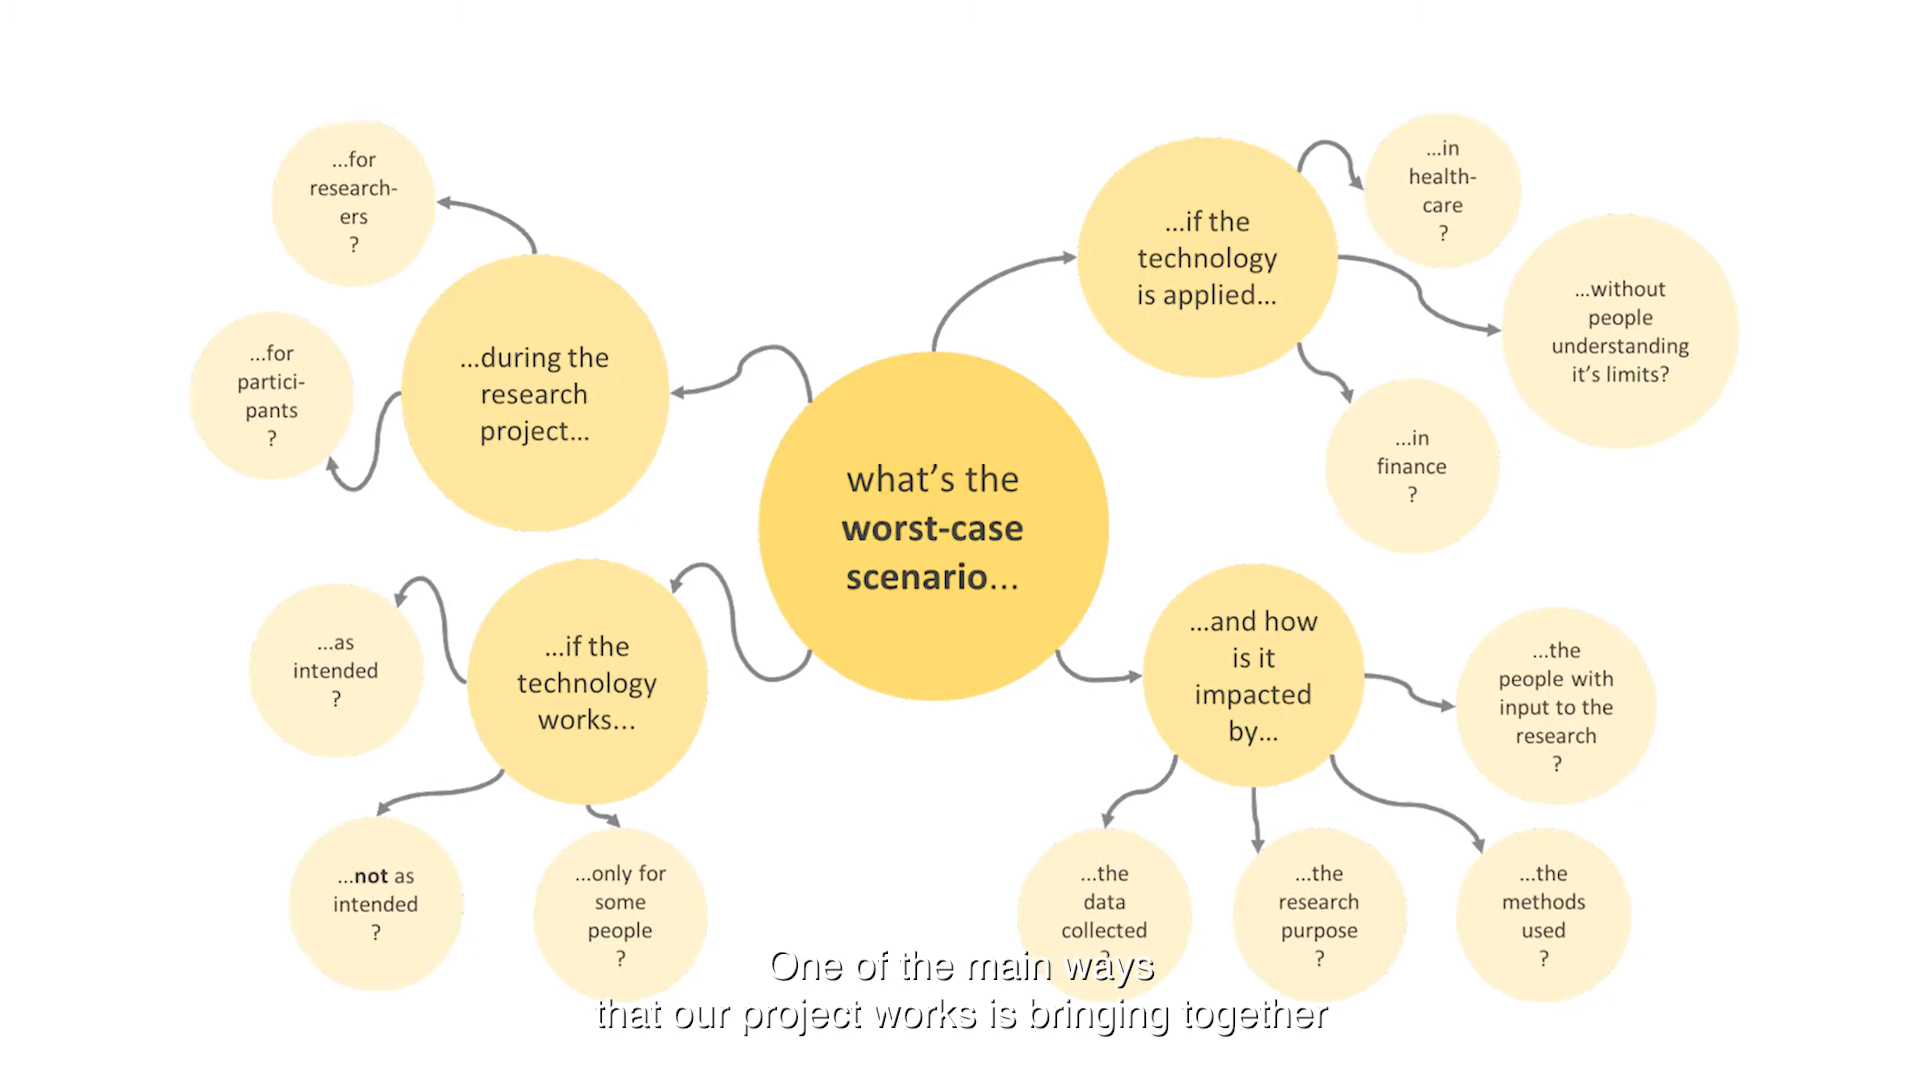 what's the
worst-case
scenario...
...during the
research
project...
...for
research-
ers
?
...for
partici-
pants
?
...if the
technology
is applied...
...in
health-
care
?
...without
people
understanding
it's limits?
...in
finance
?
...if the
technology
works...
...as
intended
?
...not as
intended
?
...only for
some
people
?
...and how
is it
impacted
by...
...the
people with
input to the
research
?
...the
data
collected
?
...the
research
purpose
?
...the
methods
used
?
One of the main ways
that our project works is bringing together